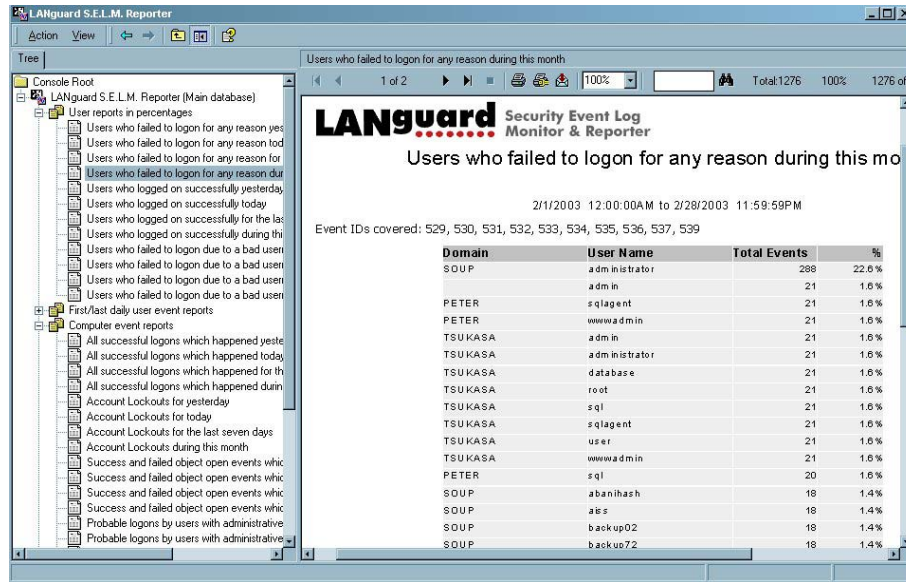 LANguard S.E.L.M. Reporter
Action View
Tree
Users who failed to logon for any reason during this month
Console Root
LANguard S.E.L.M. Reporter (Main database)
User reports in percentages
Users who failed to logon for any reason yes
Users who failed to logon for any reason tod
Users who failed to logon for any reason for
Users who failed to logon for any reason dur
Users who logged on successfully yesterday
Users who logged on successfully today
Users who logged on successfully for the las
Users who logged on successfully during thi
Users who failed to logon due to a bad usern
Users who failed to logon due to a bad usern
Users who failed to logon due to a bad usern
Users who failed to logon due to a bad usern
First/last daily user event reports
Computer event reports
All successful logons which happened yeste
All successful logons which happened today
All successful logons which happened for th
All successful logons which happened durin
Account Lockouts for yesterday
Account Lockouts for today
Account Lockouts for the last seven days
Account Lockouts during this month
Success and failed object open events whic
Success and failed object open events whic
Success and failed object open events whic
Success and failed object open events whic
Probable logons by users with administrative
Probable logons by users with administrative
1 of 2 100% Total:1276 100% 1276 of
LANguard Security Event Log
Monitor & Reporter
Users who failed to logon for any reason during this mo
2/1/2003 12:00:00AM to 2/28/2003 11:59:59PM
Event IDs covered: 529, 530, 531, 532, 533, 534, 535, 536, 537, 539
Domain User Name Total Events %
SOUP administrator 288 22.6%
admin 21 1.6%
PETER sqlagent 21 1.6%
PETER wwwadmin 21 1.6%
TSUKASA admin 21 1.6%
TSUKASA administrator 21 1.6%
TSUKASA database 21 1.6%
TSUKASA root 21 1.6%
TSUKASA sql 21 1.6%
TSUKASA sqlagent 21 1.6%
TSUKASA user 21 1.6%
TSUKASA wwwadmin 21 1.6%
PETER sql 20 1.6%
SOUP abanihash 18 1.4%
SOUP aiss 18 1.4%
SOUP backup02 18 1.4%
SOUP backup72 18 1.4%